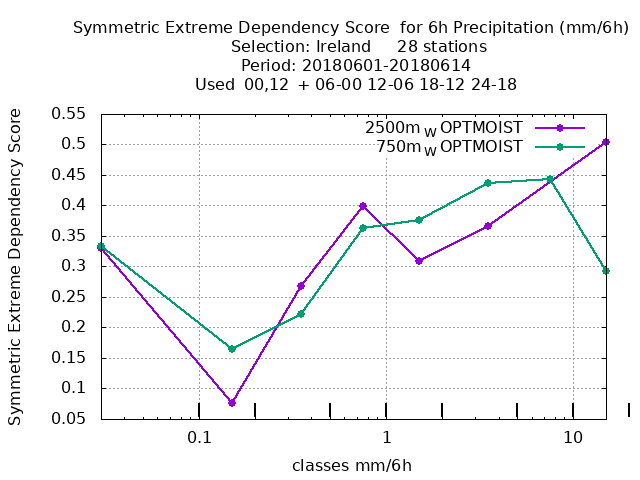 Symmetric Extreme Dependency Score  for 6h Precipitation (mm/6h)
Selection: Ireland     28 stations
Period: 20180601-20180614
Used  00,12  + 06-00 12-06 18-12 24-18
2500m W OPTMOIST
750m W OPTMOIST
Symmetric Extreme Dependency Score
0.55
0.5
0.45
0.4
0.35
0.3
0.25
0.2
0.15
0.1
0.05
0.1 1 10
classes mm/6h